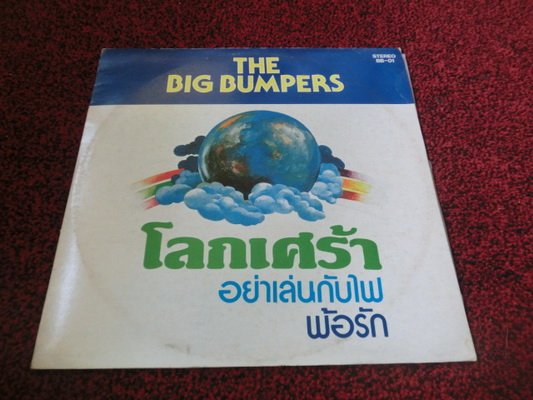 THE
BIG BUMPERS
STEREO
BB-01
โลกเศร้า
อย่าเล่นกับไฟ
พ้อรัก